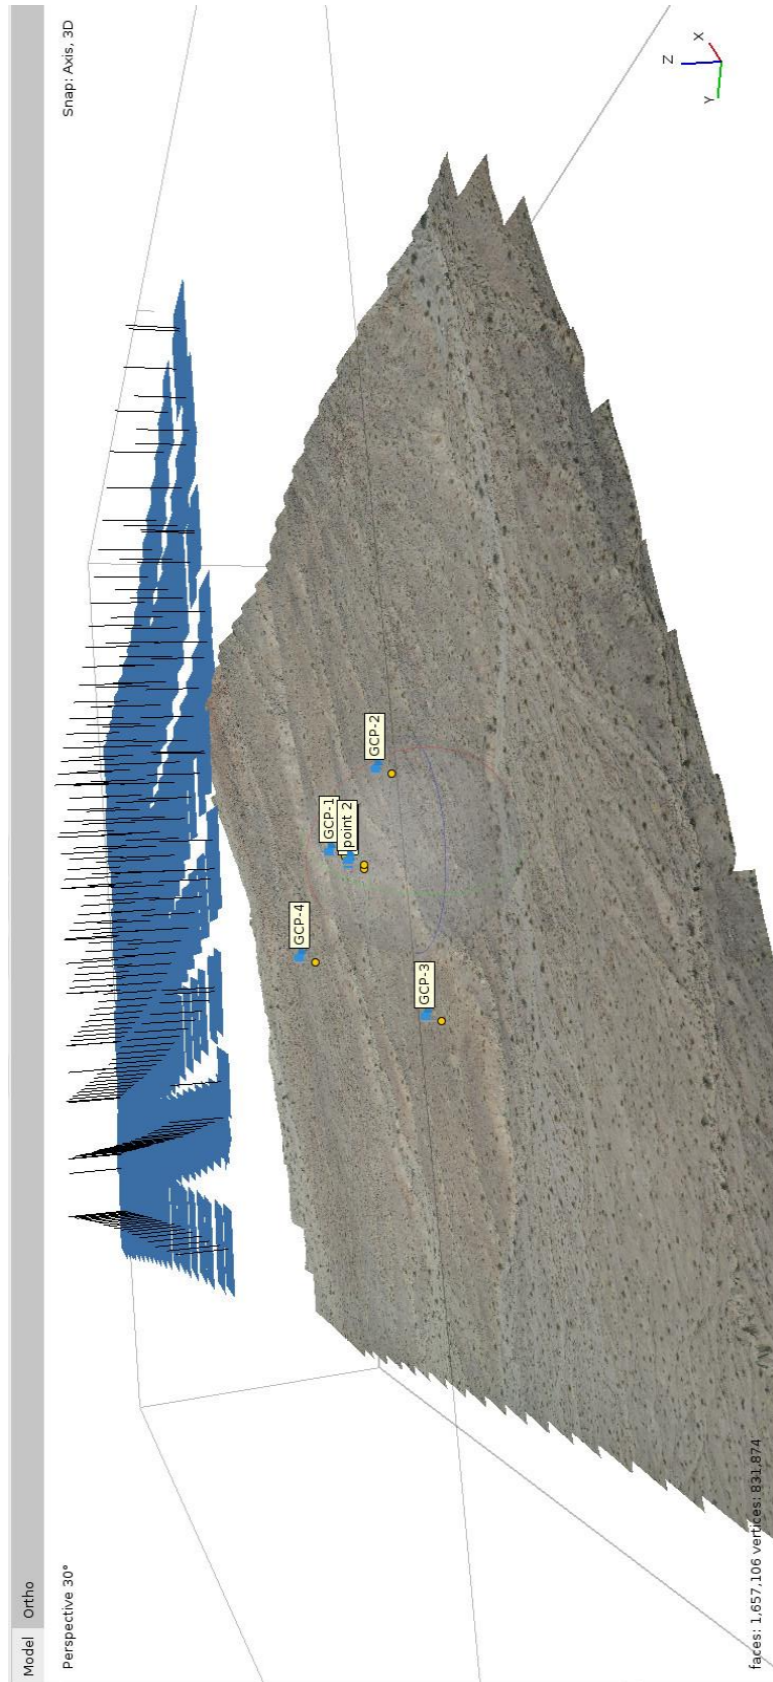 Model Ortho
Perspective 30°
Snap: Axis, 3D
GCP-4
GCP-1
point 2
GCP-2
GCP-3
Z
X
Y
faces: 1,657,106 vertices: 831,874